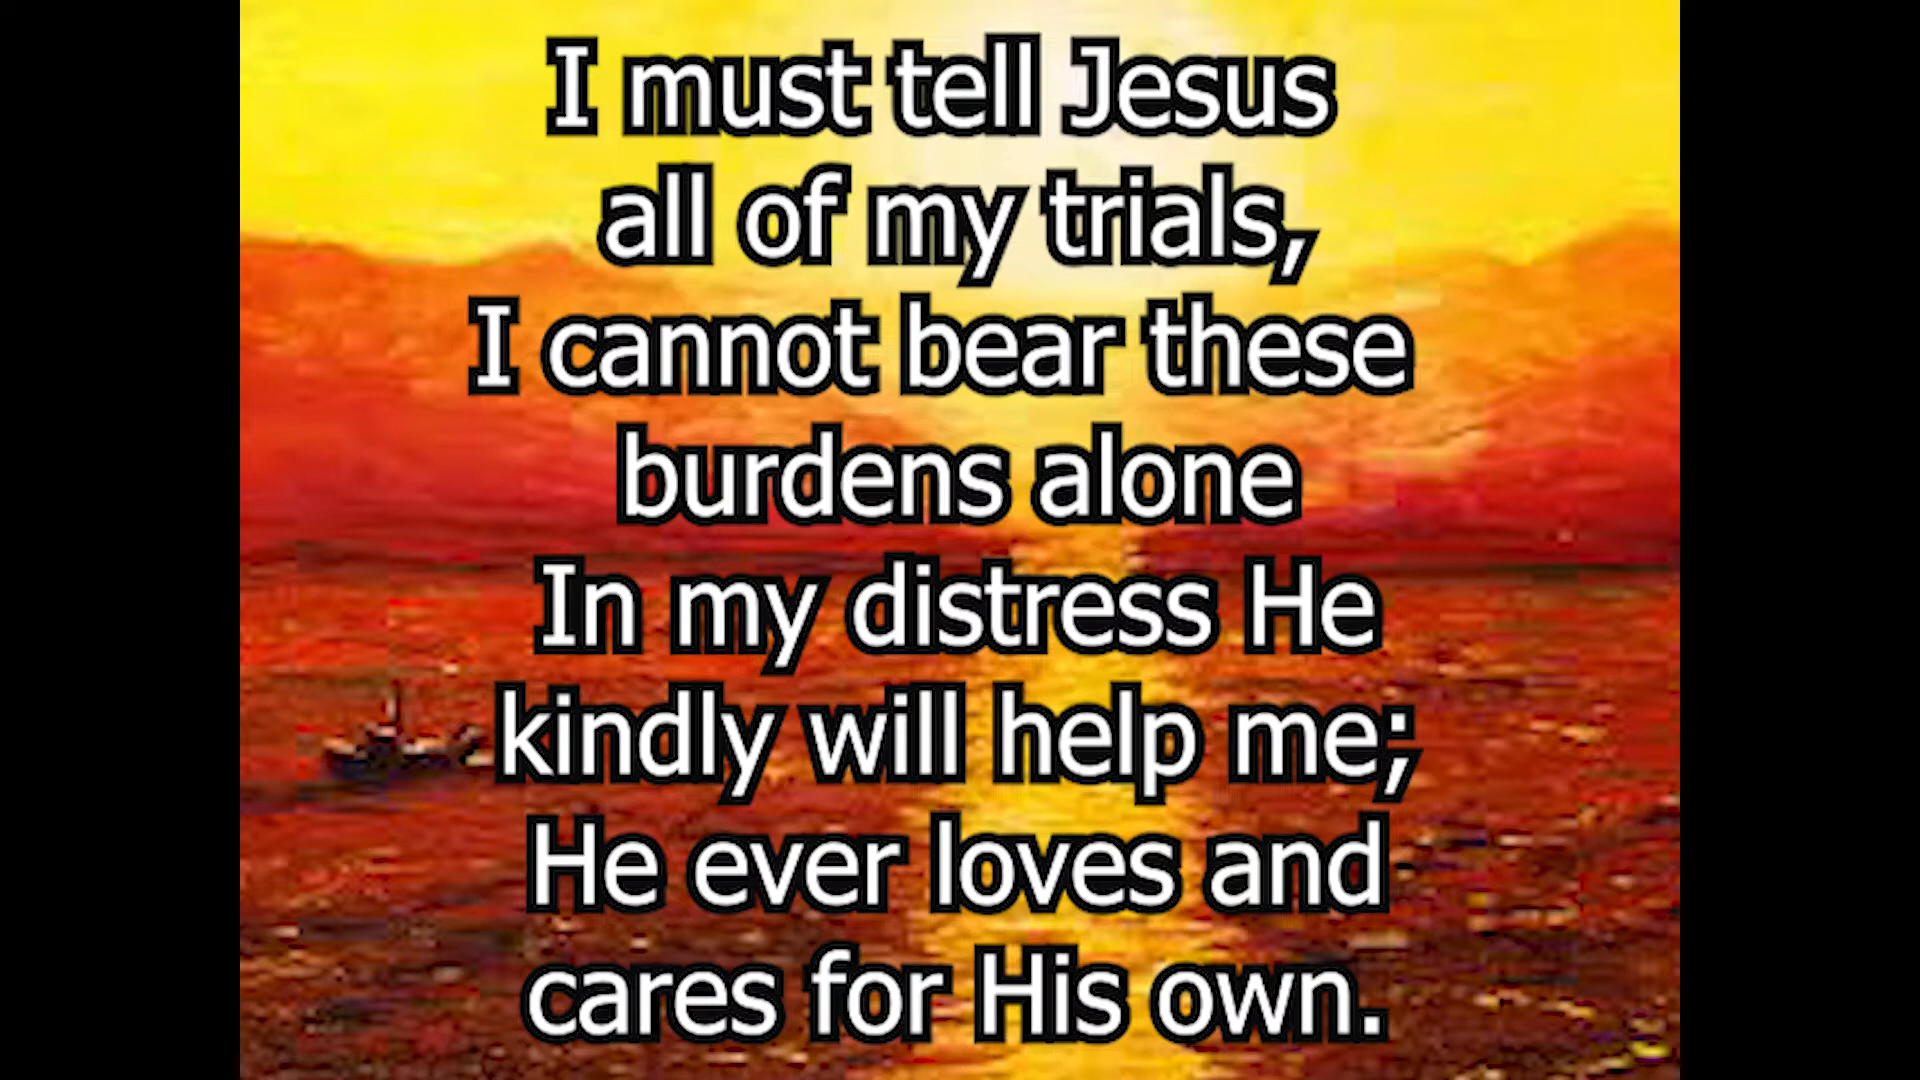 I must tell Jesus
all of my trials,
I cannot bear these
burdens alone
In my distress He
kindly will help me;
He ever loves and
cares for His own.